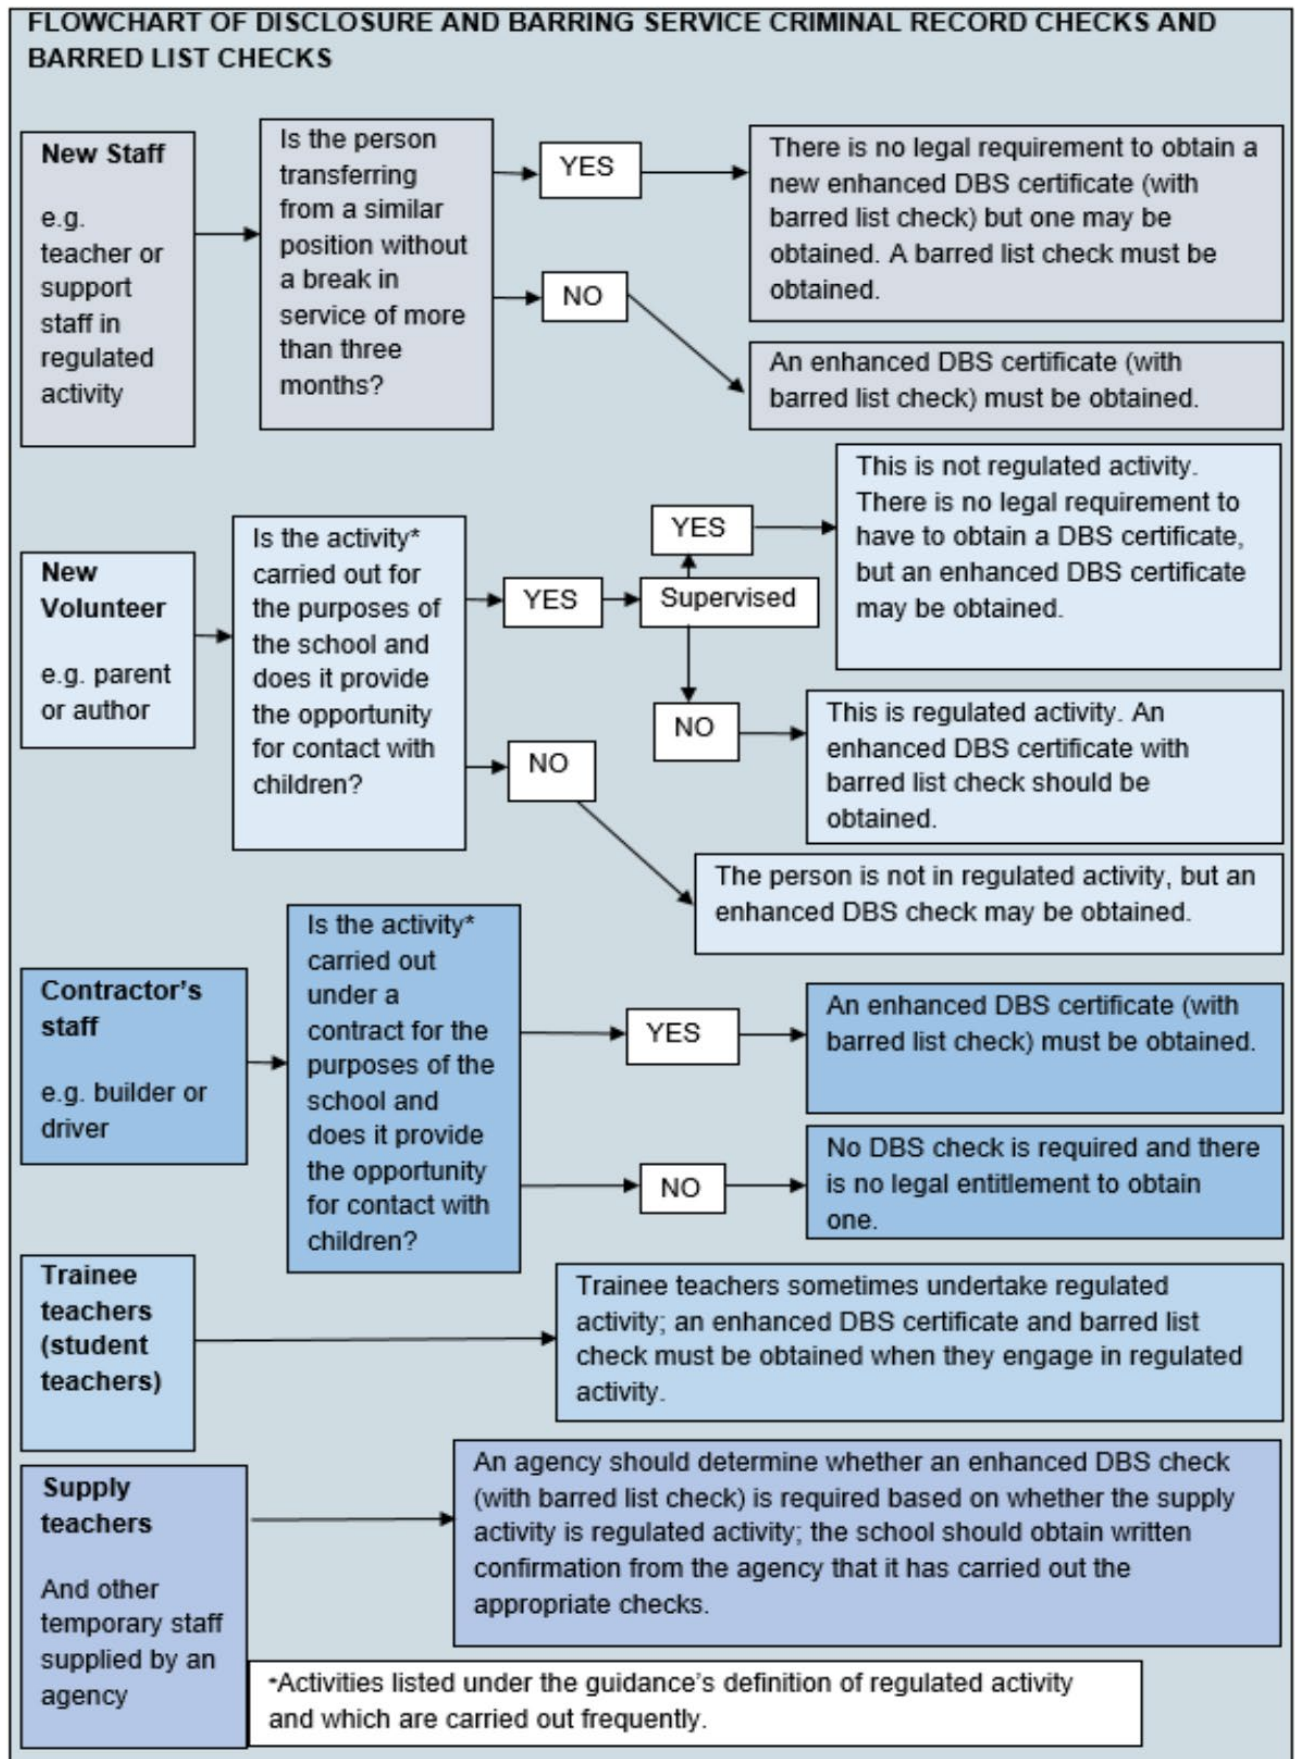 FLOWCHART OF DISCLOSURE AND BARRING SERVICE CRIMINAL RECORD CHECKS AND
BARRED LIST CHECKS
New Staff
e.g.
teacher or
support
staff in
regulated
activity
Is the person
transferring
from a similar
position without
a break in
service of more
than three
months?
YES
There is no legal requirement to obtain a
new enhanced DBS certificate (with
barred list check) but one may be
obtained. A barred list check must be
obtained.
NO
An enhanced DBS certificate (with
barred list check) must be obtained.
New
Volunteer
e.g. parent
or author
Is the activity*
carried out for
the purposes of
the school and
does it provide
the opportunity
for contact with
children?
YES
Supervised
YES
This is not regulated activity.
There is no legal requirement to
have to obtain a DBS certificate,
but an enhanced DBS certificate
may be obtained.
NO
This is regulated activity. An
enhanced DBS certificate with
barred list check should be
obtained.
NO
The person is not in regulated activity, but an
enhanced DBS check may be obtained.
Contractor's
staff
e.g. builder or
driver
Is the activity*
carried out
under a
contract for the
purposes of the
school and
does it provide
the opportunity
for contact with
children?
YES
An enhanced DBS certificate (with
barred list check) must be obtained.
NO
No DBS check is required and there
is no legal entitlement to obtain
one.
Trainee
teachers
(student
teachers)
Trainee teachers sometimes undertake regulated
activity; an enhanced DBS certificate and barred list
check must be obtained when they engage in regulated
activity.
Supply
teachers
And other
temporary staff
supplied by an
agency
An agency should determine whether an enhanced DBS check
(with barred list check) is required based on whether the supply
activity is regulated activity; the school should obtain written
confirmation from the agency that it has carried out the
appropriate checks.
*Activities listed under the guidance's definition of regulated activity
and which are carried out frequently.